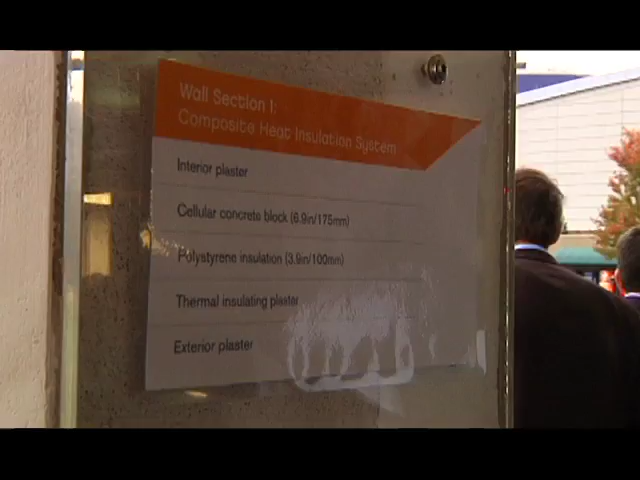 Wall Section 1:
Composite Heat Insulation System
Interior plaster
Cellular concrete block (6.9in/175mm)
Polystyrene insulation (3.9in/100mm)
Thermal insulating plaster
Exterior plaster